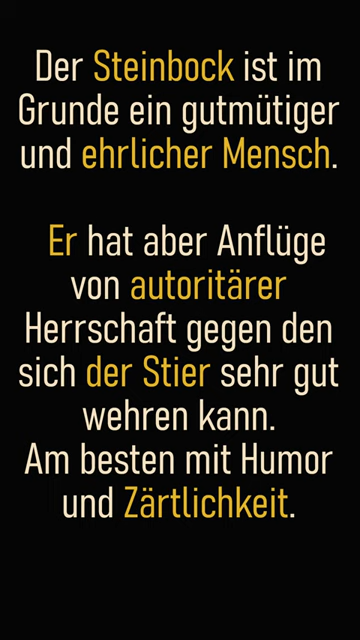 Der Steinbock ist im
Grunde ein gutmütiger
und ehrlicher Mensch.
Er hat aber Anflüge
von autoritärer
Herrschaft gegen den
sich der Stier sehr gut
wehren kann.
Am besten mit Humor
und Zärtlichkeit.